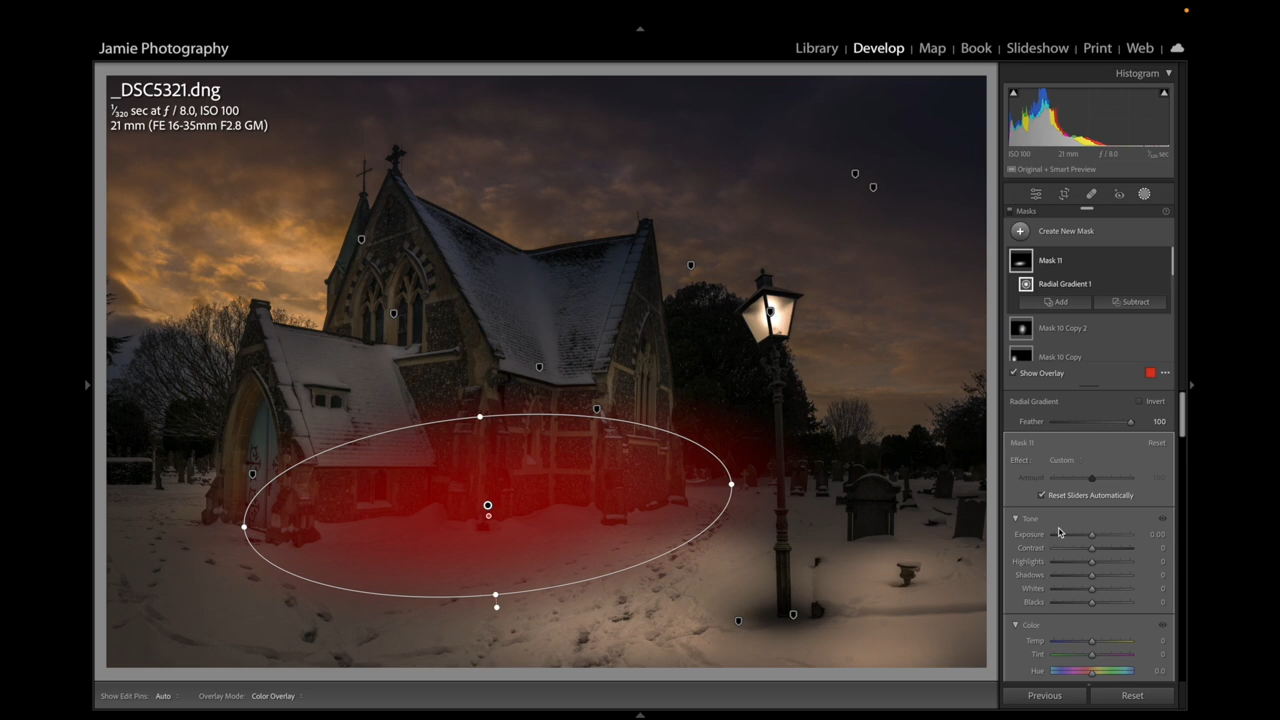 Jamie Photography
Library | Develop | Map | Book | Slideshow | Print | Web
_DSC5321.dng
1/320 sec at ƒ / 8.0, ISO 100
21 mm (FE 16-35mm F2.8 GM)
Histogram
ISO 100 21 mm ƒ / 8.0 1/320 sec
Original + Smart Preview
Masks
Create New Mask
Mask 11
Radial Gradient 1
Add Subtract
Mask 10 Copy 2
Mask 10 Copy
Show Overlay
Radial Gradient Invert
Feather 100
Mask 11 Reset
Effect : Custom
Amount
Reset Sliders Automatically
Tone
Exposure 0.00
Contrast 0
Highlights 0
Shadows 0
Whites 0
Blacks 0
Color
Temp 0
Tint 0
Hue 0.0
Show Edit Pins: Auto Overlay Mode: Color Overlay
Previous Reset